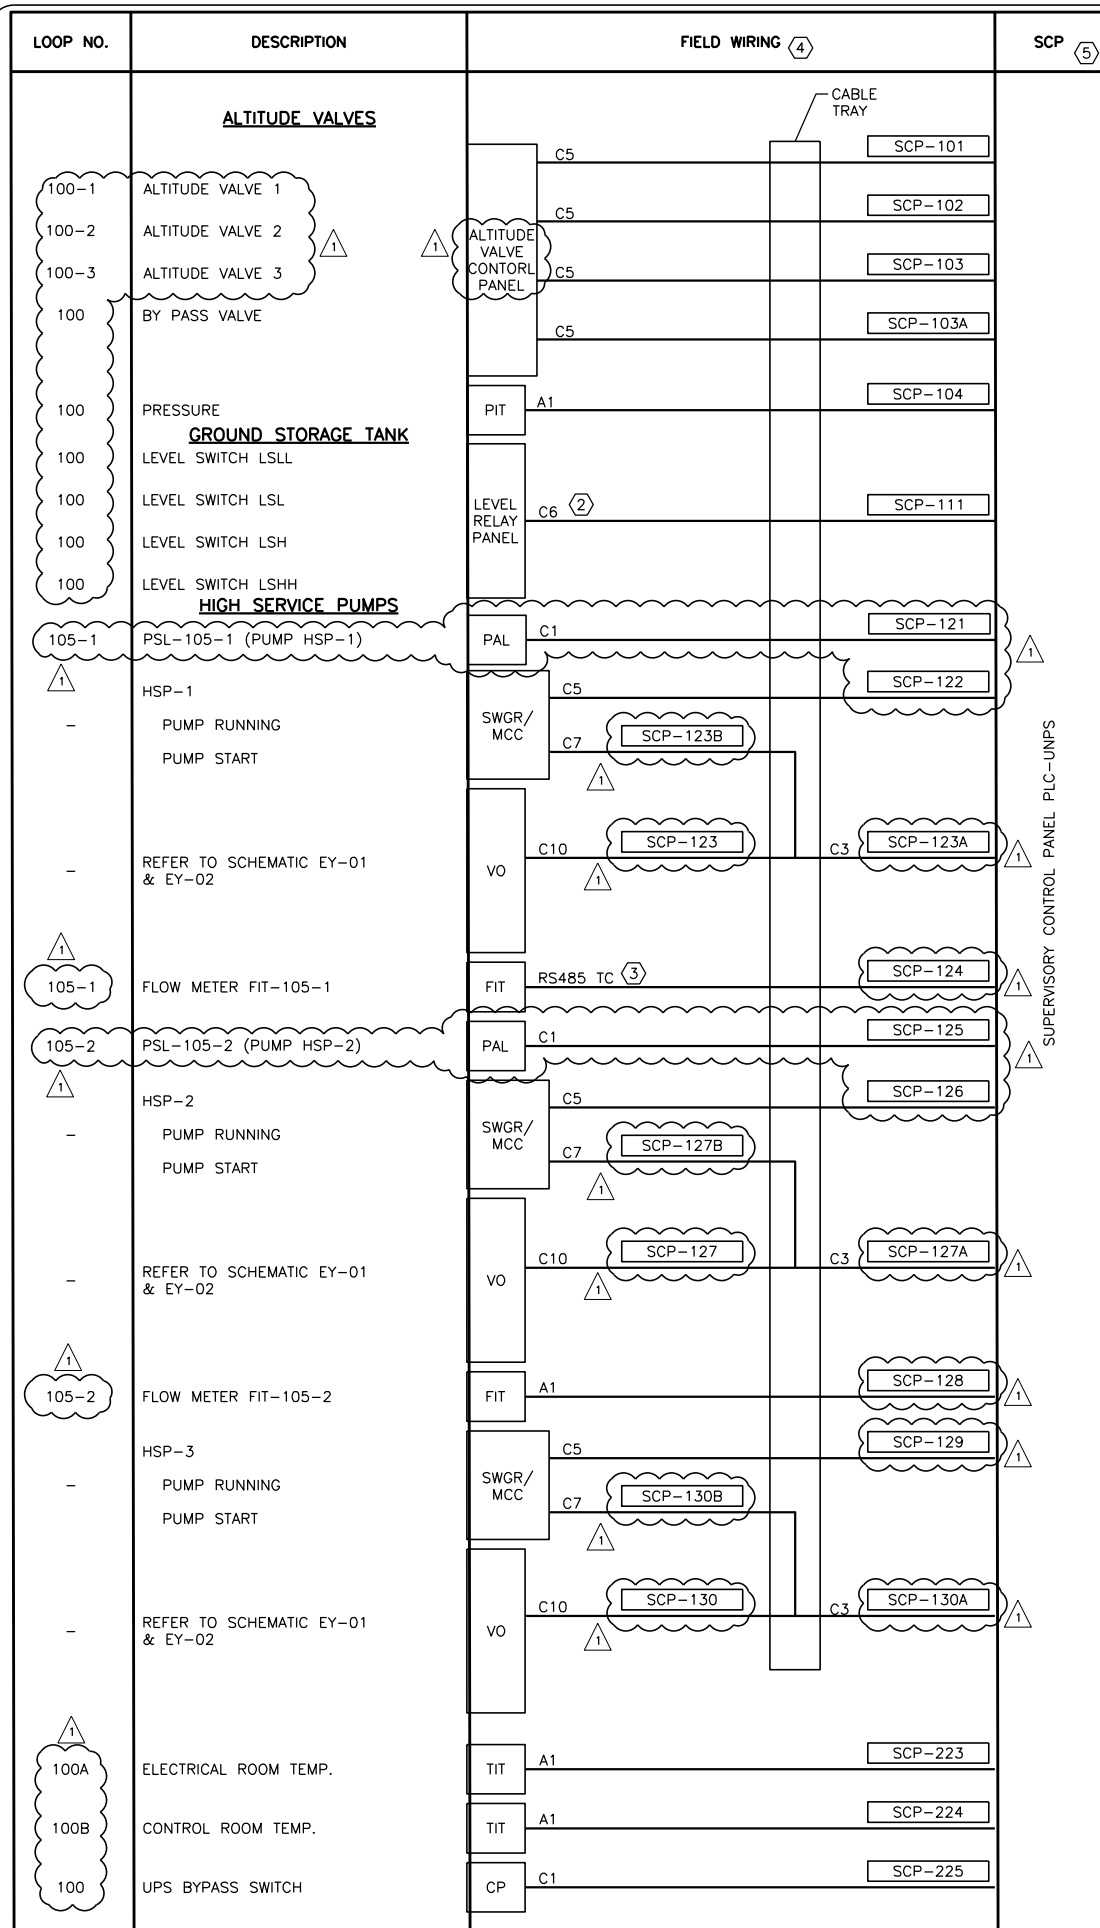 LOOP NO. DESCRIPTION FIELD WIRING 4 SCP 5
CABLE
TRAY
ALTITUDE VALVES
C5 SCP-101
100-1 ALTITUDE VALVE 1
C5 SCP-102
100-2 ALTITUDE VALVE 2 1 1 ALTITUDE
VALVE
CONTORL
PANEL
100-3 ALTITUDE VALVE 3 C5 SCP-103
100 BY PASS VALVE
C5 SCP-103A
100 PRESSURE PIT A1 SCP-104
GROUND STORAGE TANK
100 LEVEL SWITCH LSLL
100 LEVEL SWITCH LSL
LEVEL
RELAY
PANEL
C6 2 SCP-111
100 LEVEL SWITCH LSH
100 LEVEL SWITCH LSHH
HIGH SERVICE PUMPS
105-1 PSL-105-1 (PUMP HSP-1) PAL C1 SCP-121 1
1
HSP-1 C5 SCP-122
- PUMP RUNNING
PUMP START
SWGR/
MCC
C7 SCP-123B
1
- REFER TO SCHEMATIC EY-01
& EY-02
VO C10 SCP-123 C3 SCP-123A 1
1
SUPERVISORY CONTROL PANEL PLC-UNPS
1
105-1 FLOW METER FIT-105-1 FIT RS485 TC 3 SCP-124 1
105-2 PSL-105-2 (PUMP HSP-2) PAL C1 SCP-125 1
1
HSP-2 C5 SCP-126
- PUMP RUNNING
PUMP START
SWGR/
MCC
C7 SCP-127B
1
- REFER TO SCHEMATIC EY-01
& EY-02
VO C10 SCP-127 C3 SCP-127A 1
1
1
105-2 FLOW METER FIT-105-2 FIT A1 SCP-128 1
HSP-3 C5 SCP-129 1
- PUMP RUNNING
PUMP START
SWGR/
MCC
C7 SCP-130B
1
- REFER TO SCHEMATIC EY-01
& EY-02
VO C10 SCP-130 C3 SCP-130A 1
1
1
100A ELECTRICAL ROOM TEMP. TIT A1 SCP-223
100B CONTROL ROOM TEMP. TIT A1 SCP-224
100 UPS BYPASS SWITCH CP C1 SCP-225